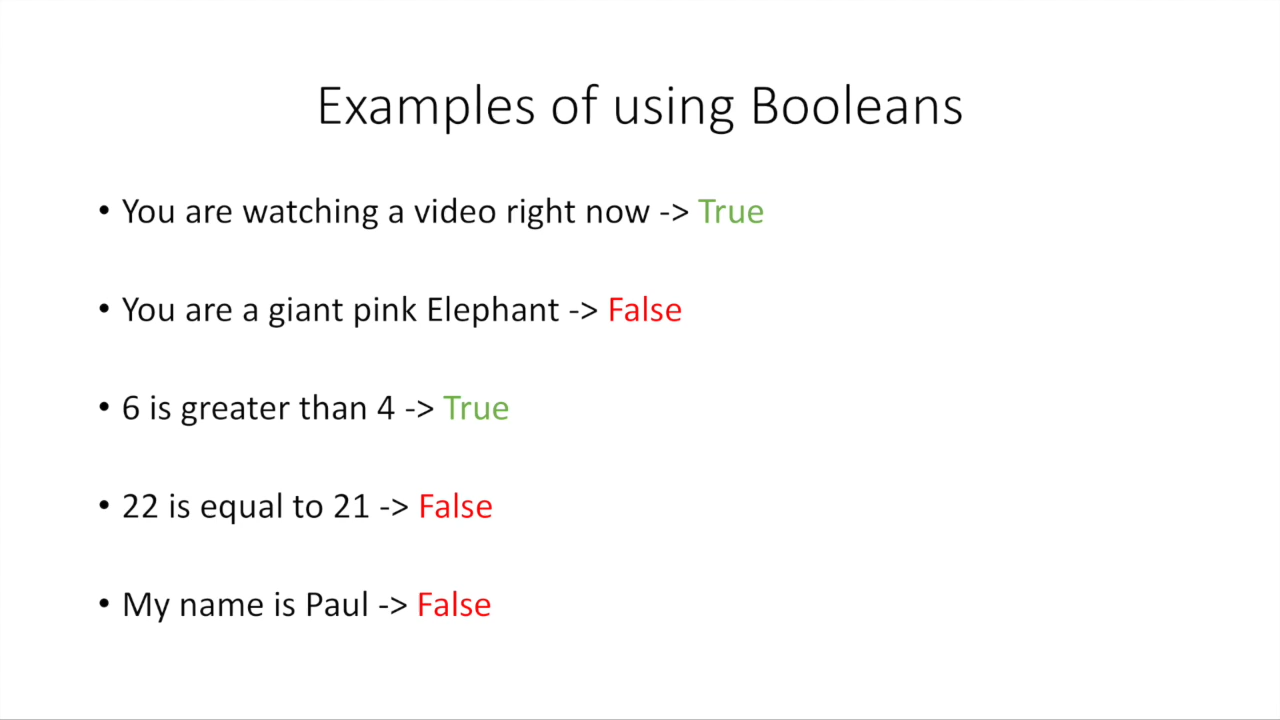 Examples of using Booleans
• You are watching a video right now -> True
• You are a giant pink Elephant -> False
• 6 is greater than 4 -> True
• 22 is equal to 21 -> False
• My name is Paul -> False